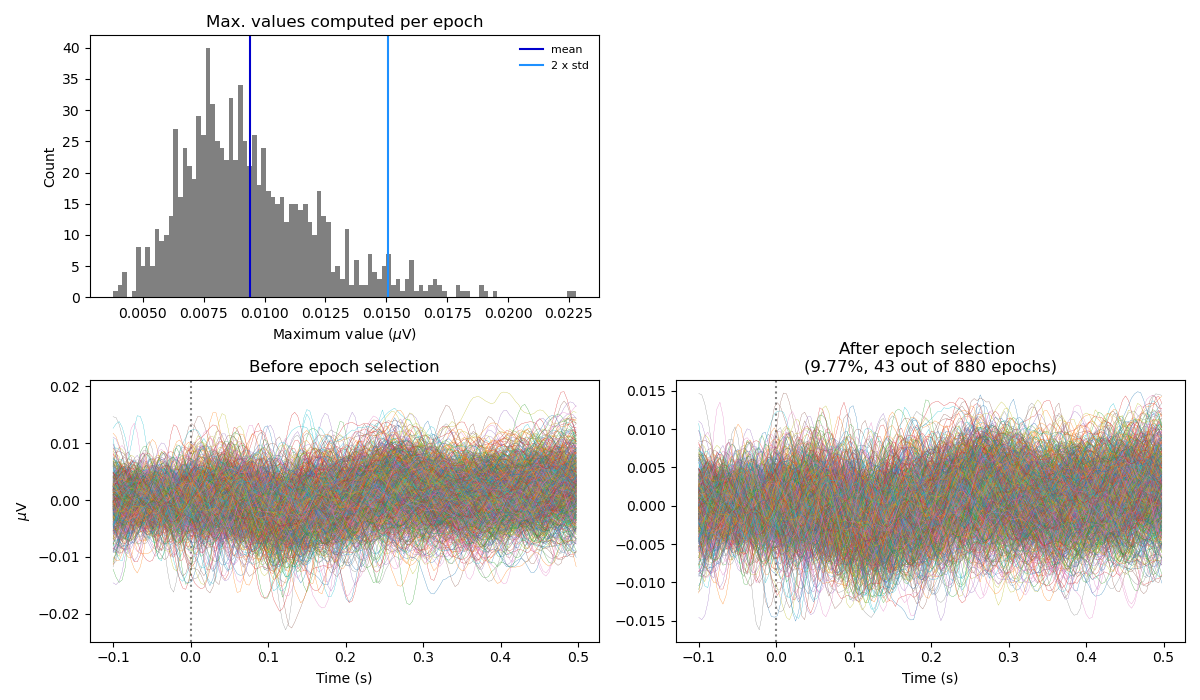 Max. values computed per epoch
40
35
30
25
20
15
10
5
0
Count
mean
2 x std
0.0050 0.0075 0.0100 0.0125 0.0150 0.0175 0.0200 0.0225
Maximum value (μV)
Before epoch selection
0.02
0.01
0.00
−0.01
−0.02
μV
−0.1 0.0 0.1 0.2 0.3 0.4 0.5
Time (s)
After epoch selection
(9.77%, 43 out of 880 epochs)
0.015
0.010
0.005
0.000
−0.005
−0.010
−0.015
−0.1 0.0 0.1 0.2 0.3 0.4 0.5
Time (s)